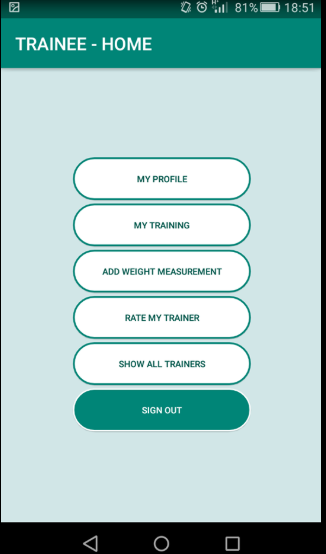 81% 18:51
TRAINEE - HOME
MY PROFILE
MY TRAINING
ADD WEIGHT MEASUREMENT
RATE MY TRAINER
SHOW ALL TRAINERS
SIGN OUT